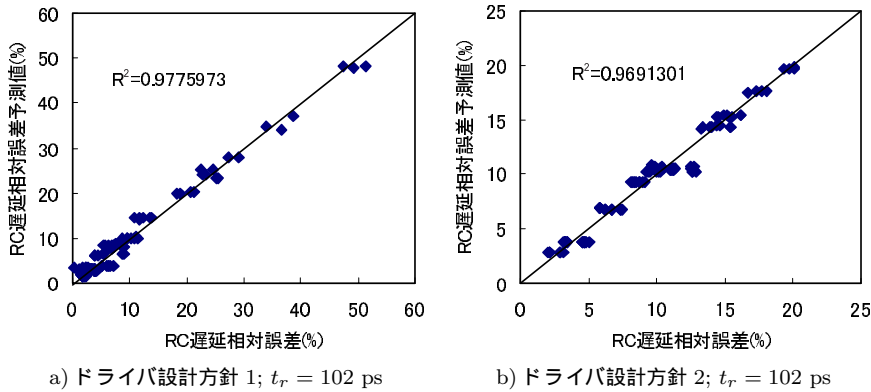 60
50
40
30
20
10
0
RC遅延相対誤差予測値(%)
R²=0.9775973
0 10 20 30 40 50 60
RC遅延相対誤差(%)
a) ドライバ設計方針 1; t_r = 102 ps
25
20
15
10
5
0
RC遅延相対誤差予測値(%)
R²=0.9691301
0 5 10 15 20 25
RC遅延相対誤差(%)
b) ドライバ設計方針 2; t_r = 102 ps